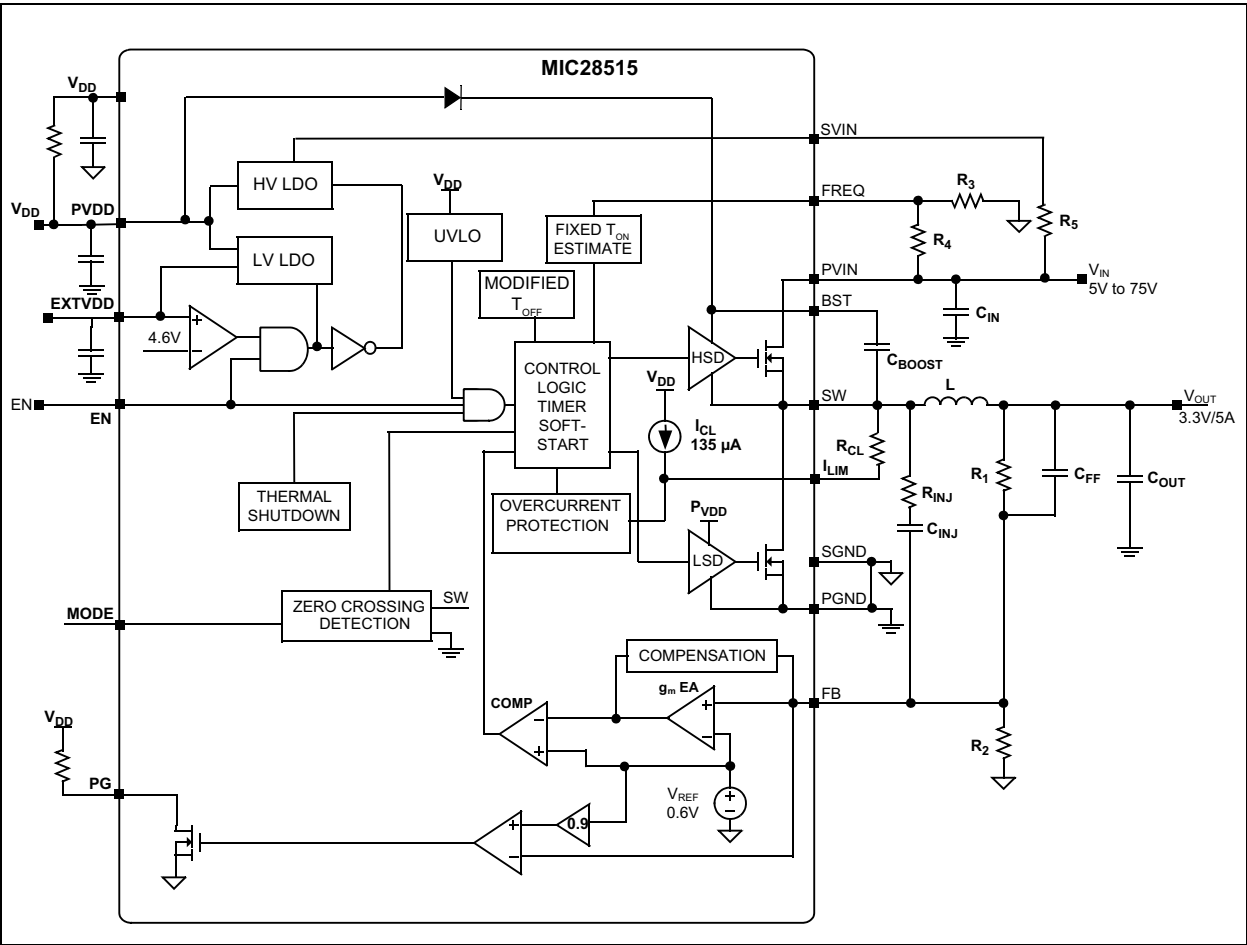 MIC28515
VDD
SVIN
HV LDO
VDD
FREQ
R3
VDD
PVDD
UVLO
FIXED TON
ESTIMATE
R4
R5
LV LDO
MODIFIED
TOFF
PVIN
VIN
5V to 75V
EXTVDD
BST
CIN
+
4.6V
−
CONTROL
LOGIC
TIMER
SOFT-
START
HSD
CBOOST
VDD
L
EN
EN
SW
VOUT
3.3V/5A
ICL
135 µA
RCL
ILIM
R1
CFF
COUT
THERMAL
SHUTDOWN
OVERCURRENT
PROTECTION
RINJ
CINJ
PVDD
LSD
SGND
PGND
MODE
ZERO CROSSING
DETECTION
SW
COMPENSATION
gm EA
COMP
+
−
FB
−
+
VDD
R2
PG
VREF
0.6V
+
−
0.9
+
−